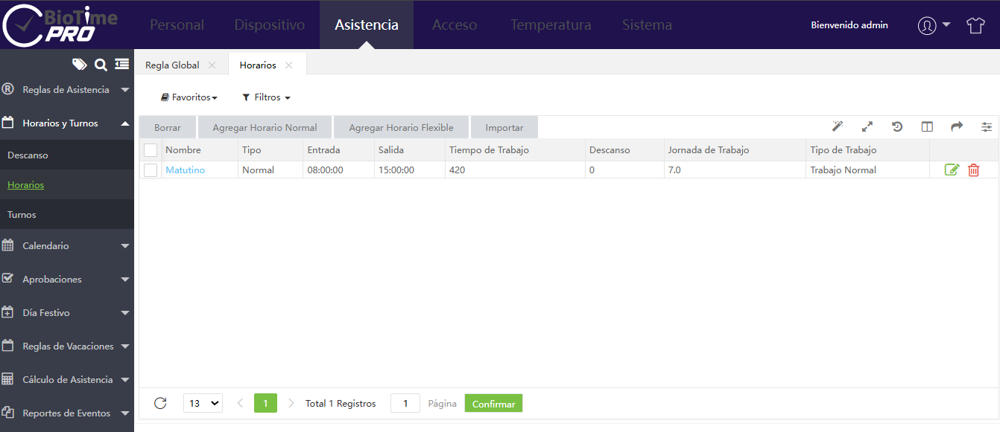 BioTime PRO
Personal Dispositivo Asistencia Acceso Temperatura Sistema Bienvenido admin
Regla Global Horarios
Favoritos Filtros
Reglas de Asistencia
Horarios y Turnos
Descanso
Horarios
Turnos
Calendario
Aprobaciones
Día Festivo
Reglas de Vacaciones
Cálculo de Asistencia
Reportes de Eventos
Borrar Agregar Horario Normal Agregar Horario Flexible Importar
Nombre Tipo Entrada Salida Tiempo de Trabajo Descanso Jornada de Trabajo Tipo de Trabajo
Matutino Normal 08:00:00 15:00:00 420 0 7.0 Trabajo Normal
13 1 Total 1 Registros 1 Página Confirmar